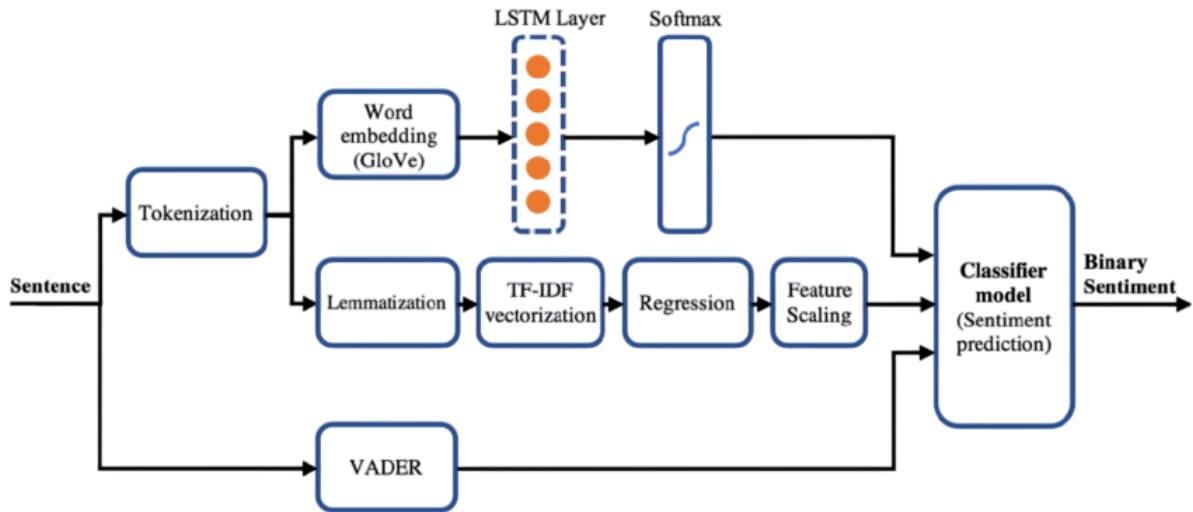 LSTM Layer
Softmax
Word
embedding
(GloVe)
Tokenization
Sentence
Lemmatization
TF-IDF
vectorization
Regression
Feature
Scaling
Classifier
model
(Sentiment
prediction)
Binary
Sentiment
VADER